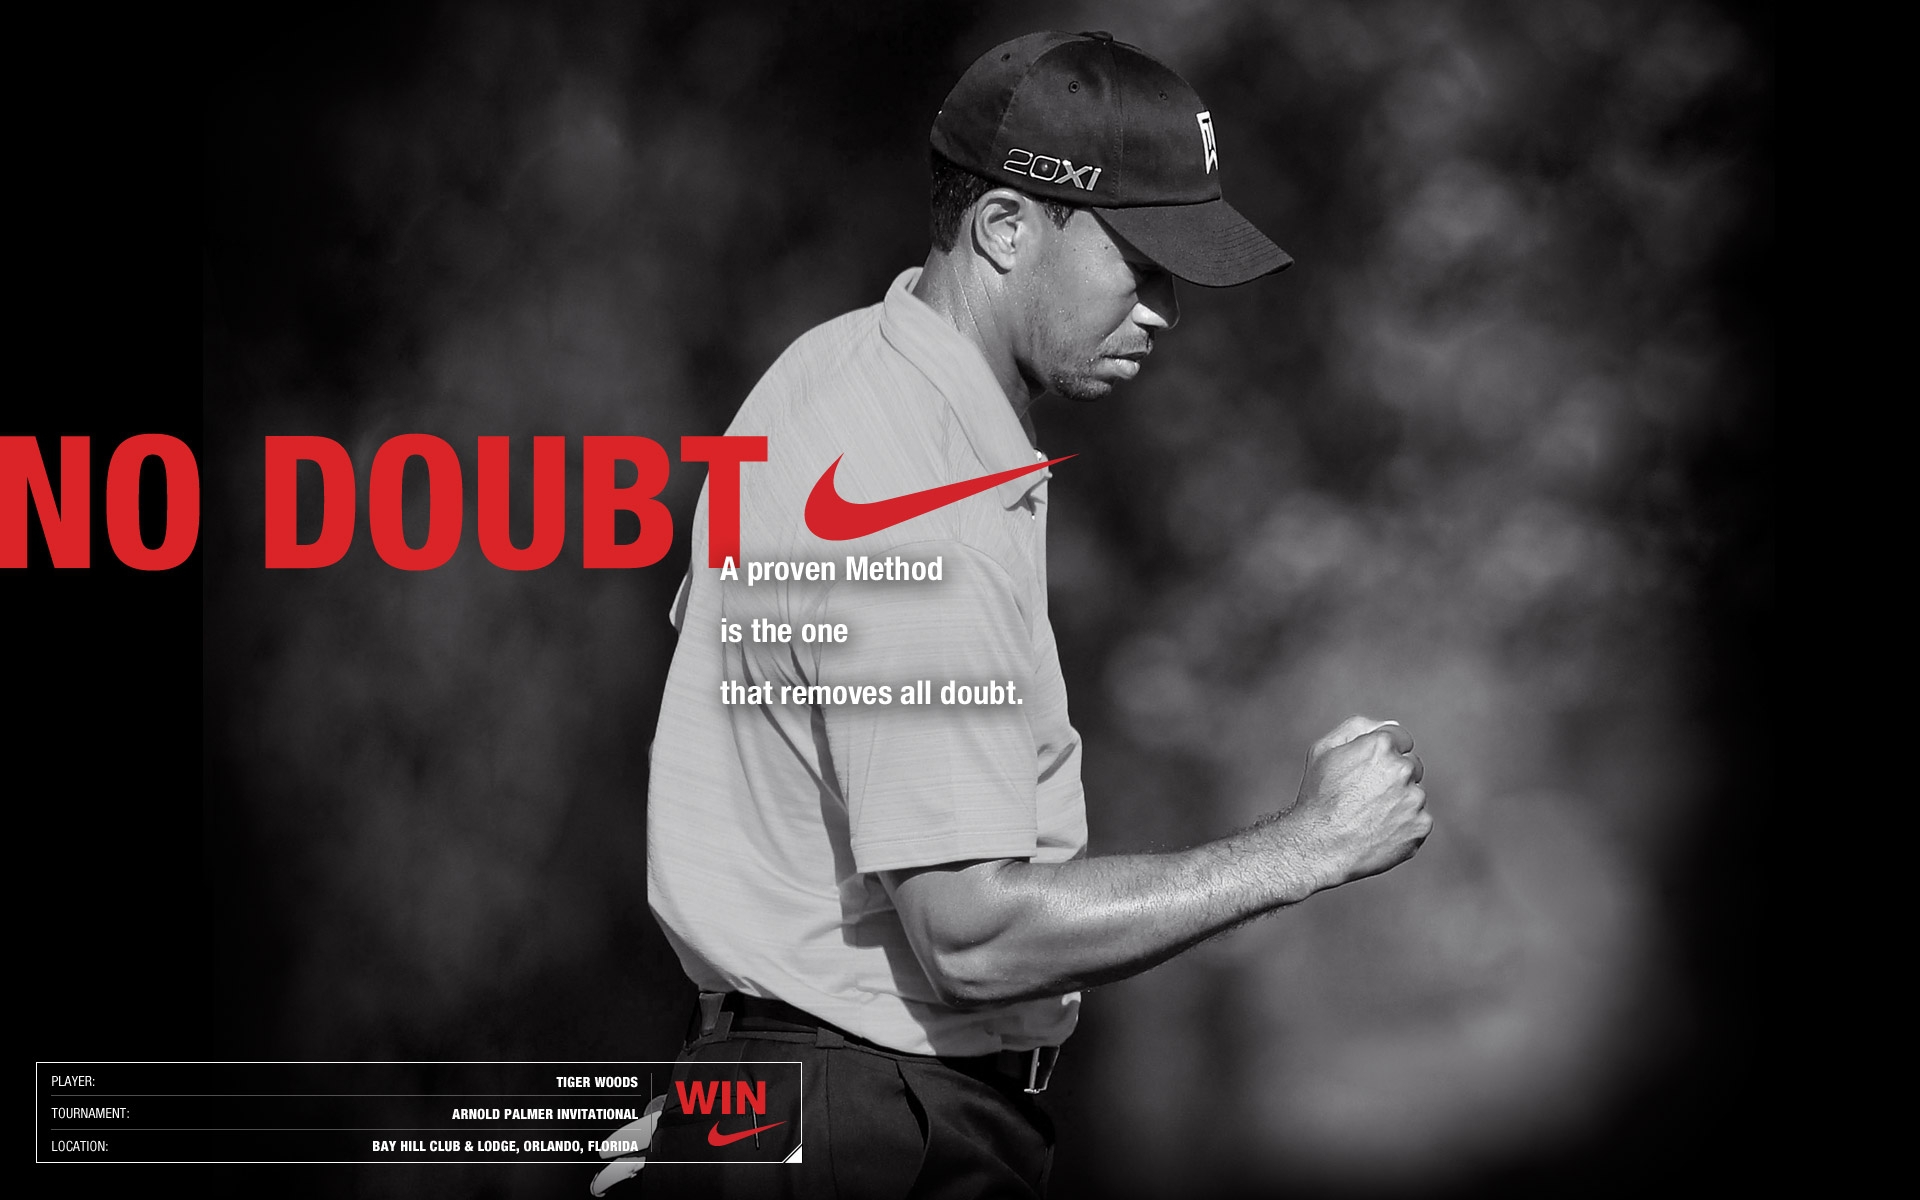 20XI
TW
NO DOUBT
A proven Method
is the one
that removes all doubt.
PLAYER: TIGER WOODS
TOURNAMENT: ARNOLD PALMER INVITATIONAL
LOCATION: BAY HILL CLUB & LODGE, ORLANDO, FLORIDA
WIN